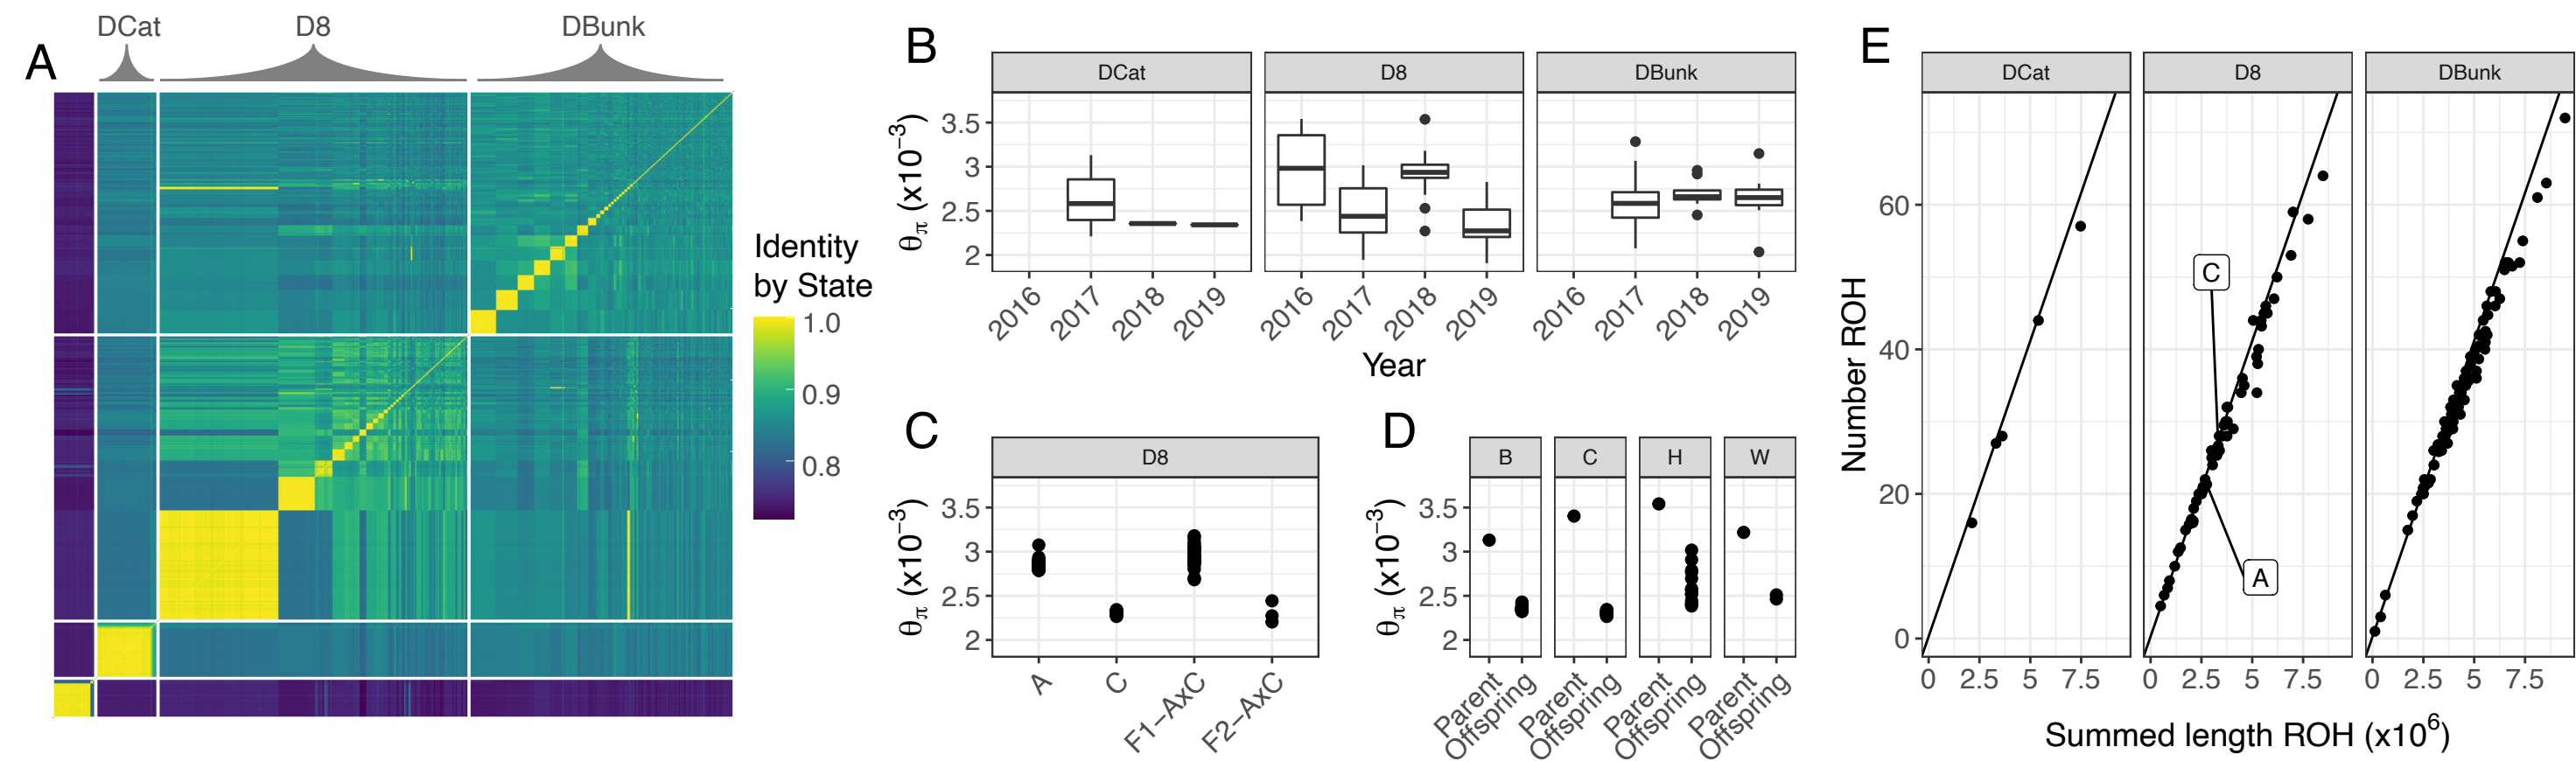 A
DCat
D8
DBunk
Identity
by State
1.0
0.9
0.8
B
DCat
D8
DBunk
θπ (x10⁻³)
3.5
3
2.5
2
2016
2017
2018
2019
2016
2017
2018
2019
2016
2017
2018
2019
Year
C
D8
θπ (x10⁻³)
3.5
3
2.5
2
A
C
F1−AxC
F2−AxC
D
B
C
H
W
θπ (x10⁻³)
3.5
3
2.5
2
Parent
Offspring
Parent
Offspring
Parent
Offspring
Parent
Offspring
E
DCat
D8
DBunk
Number ROH
60
40
20
0
C
A
0 2.5 5 7.5
0 2.5 5 7.5
0 2.5 5 7.5
Summed length ROH (x10⁶)